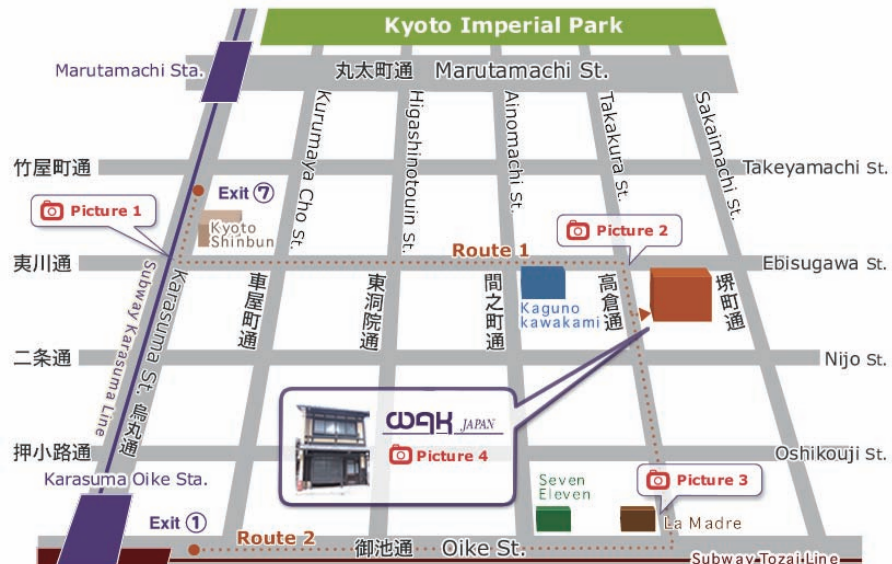 Kyoto Imperial Park
Marutamachi Sta.
丸太町通 Marutamachi St.
Kurumaya Cho st.
Higashinotouin St.
Ainomachi St.
Takakura St.
Sakaimachi St.
竹屋町通
Takeyamachi St.
Exit ⑦
Picture 1
Kyoto
Shinbun
Picture 2
Route 1
夷川通
Ebisugawa St.
Subway Karasuma Line
Karasuma St. 烏丸通
車屋町通
東洞院通
間之町通
Kaguno
kawakami
高倉通
堺町通
二条通
Nijo St.
WAK JAPAN
Picture 4
押小路通
Oshikouji St.
Karasuma Oike Sta.
Seven
Eleven
Picture 3
La Madre
Exit ①
Route 2
御池通 Oike St.
Subway Tozai Line